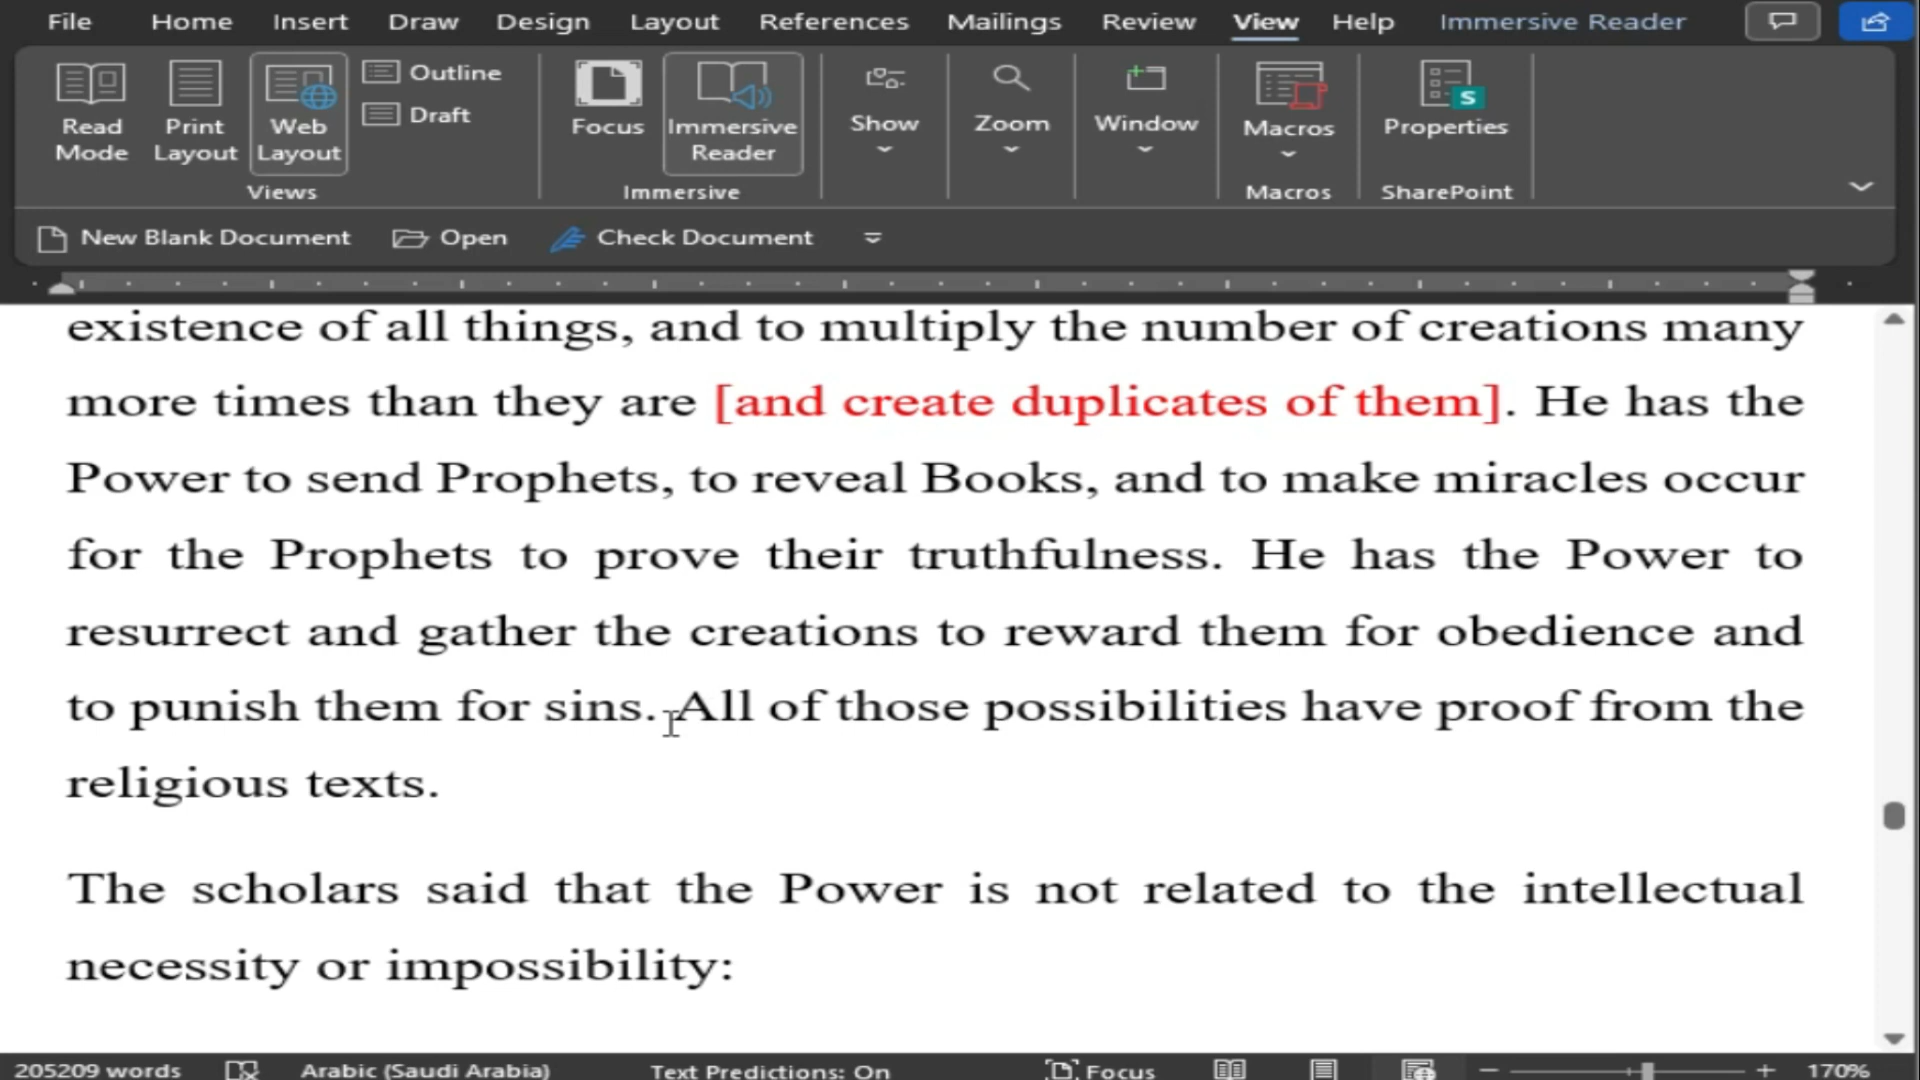 File Home Insert Draw Design Layout References Mailings Review View Help Immersive Reader
Outline
Draft
Read Mode
Print Layout
Web Layout
Focus
Immersive Reader
Show
Zoom
Window
Macros
Properties
Views Immersive Macros SharePoint
New Blank Document Open Check Document
existence of all things, and to multiply the number of creations many
more times than they are [and create duplicates of them]. He has the
Power to send Prophets, to reveal Books, and to make miracles occur
for the Prophets to prove their truthfulness. He has the Power to
resurrect and gather the creations to reward them for obedience and
to punish them for sins. All of those possibilities have proof from the
religious texts.
The scholars said that the Power is not related to the intellectual
necessity or impossibility:
205209 words Arabic (Saudi Arabia) Text Predictions: On Focus 170%